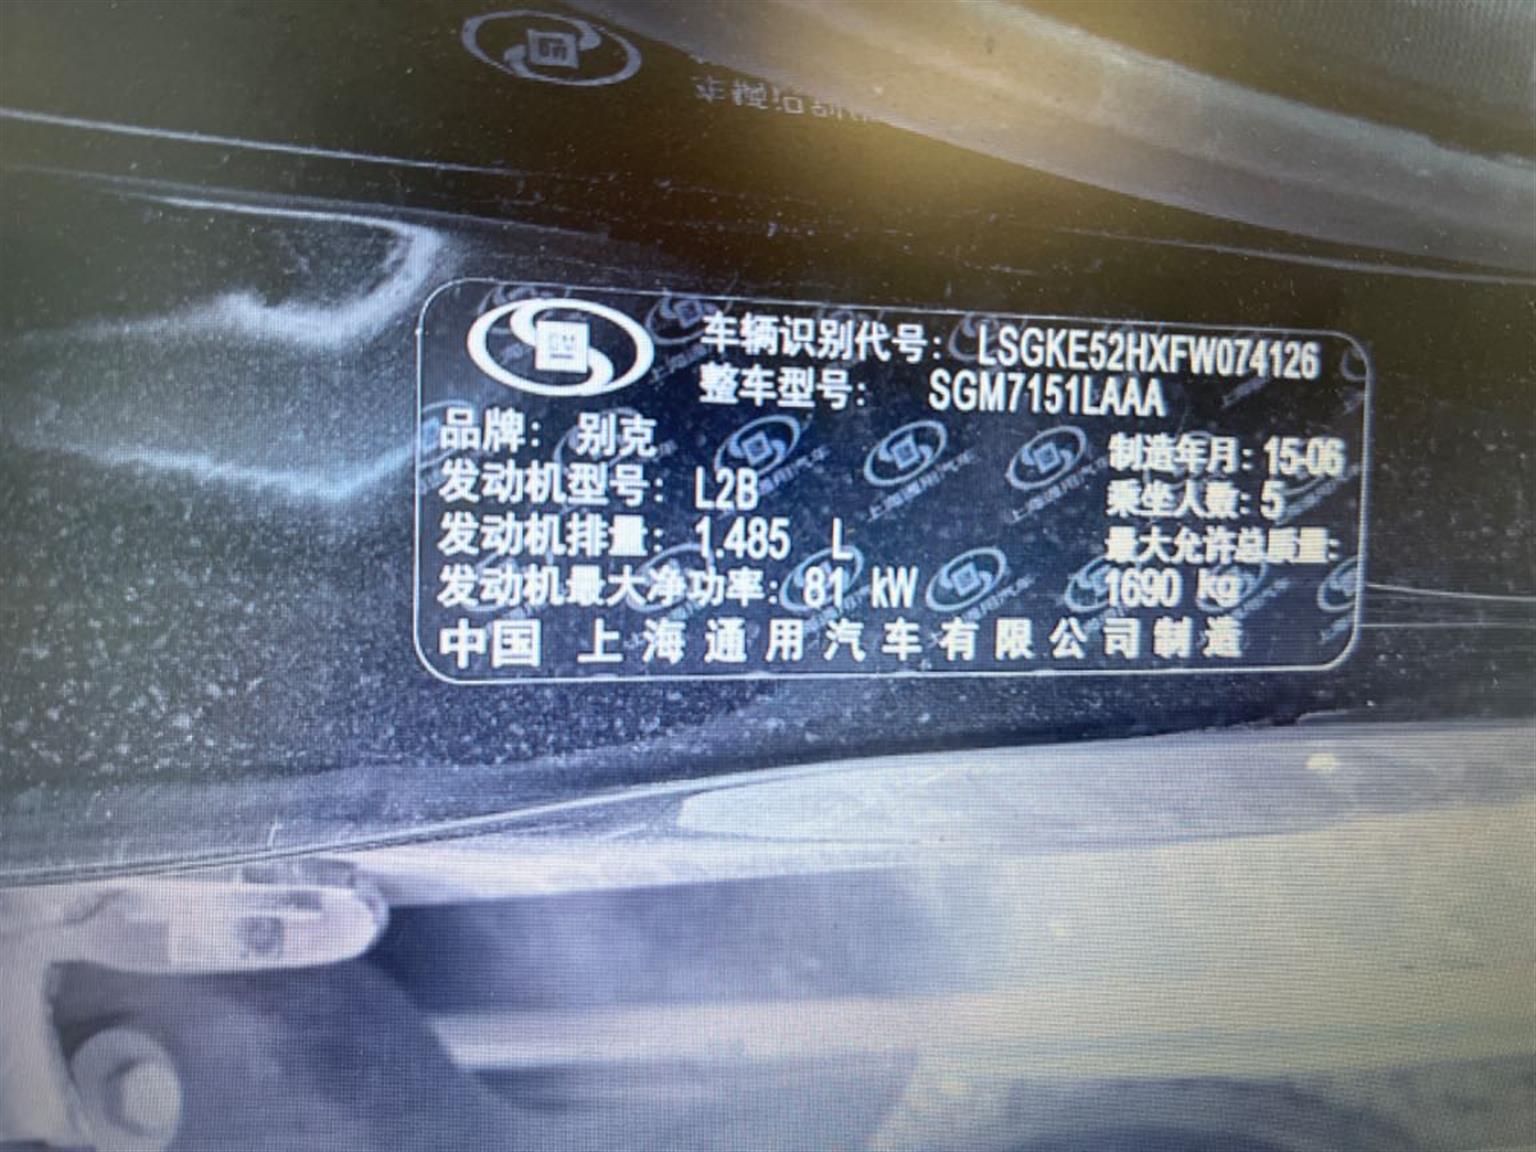 车辆识别代号: LSGKE52HXFW074126
整车型号: SGM7151LAAA
品牌: 别克
制造年月: 15-06
发动机型号: L2B
乘坐人数: 5
发动机排量: 1.485 L
最大允许总质量:
发动机最大净功率: 81 kW
1690 kg
中国 上海通用汽车有限公司制造